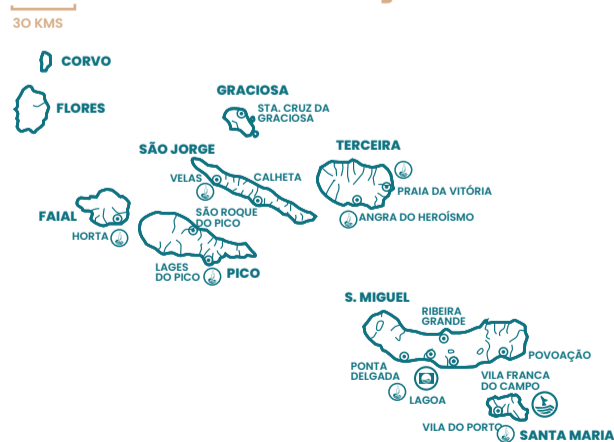 30 KMS
CORVO
FLORES
GRACIOSA
STA. CRUZ DA
GRACIOSA
SÃO JORGE
TERCEIRA
VELAS
CALHETA
PRAIA DA VITÓRIA
FAIAL
SÃO ROQUE
DO PICO
ANGRA DO HEROÍSMO
HORTA
LAGES
DO PICO
PICO
S. MIGUEL
RIBEIRA
GRANDE
POVOAÇÃO
PONTA
DELGADA
LAGOA
VILA FRANCA
DO CAMPO
VILA DO PORTO
SANTA MARIA